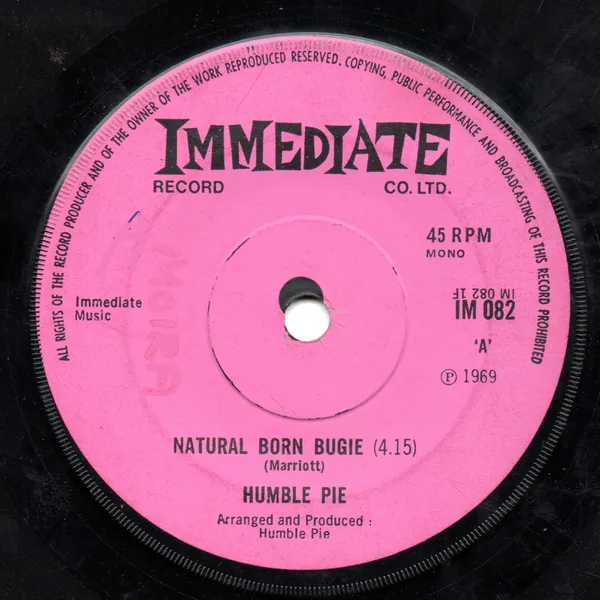 ALL RIGHTS OF THE RECORD PRODUCER AND OF THE OWNER OF THE WORK REPRODUCED RESERVED. COPYING, PUBLIC PERFORMANCE AND BROADCASTING OF THIS RECORD PROHIBITED
IMMEDIATE
RECORD CO. LTD.
45 RPM
MONO
IM 082 1F
Immediate
Music
IM 082
'A'
Ⓟ 1969
MOIRA
NATURAL BORN BUGIE (4.15)
(Marriott)
HUMBLE PIE
Arranged and Produced :
Humble Pie